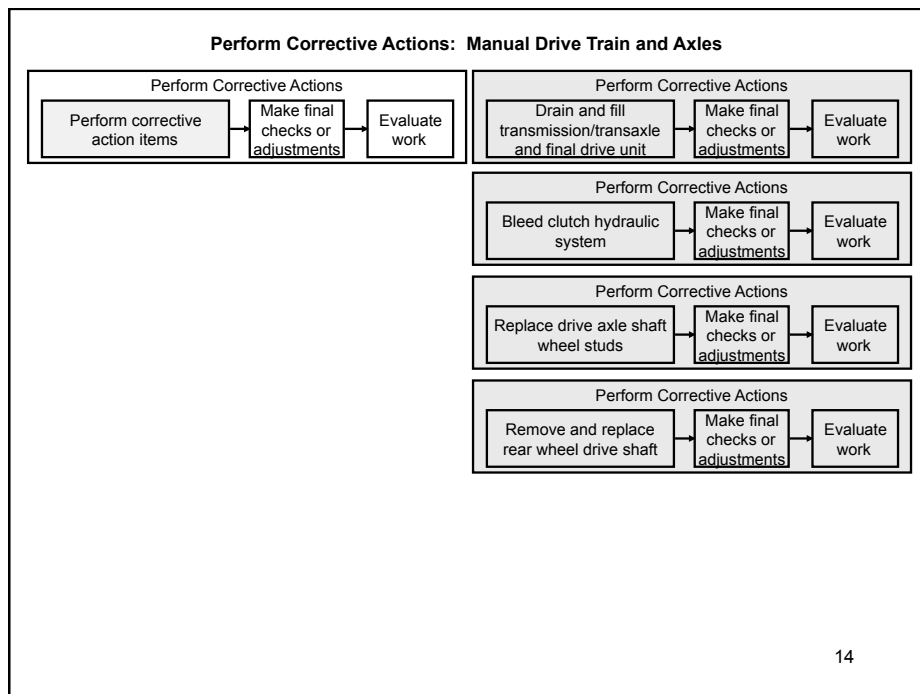 Perform Corrective Actions:  Manual Drive Train and Axles
Perform Corrective Actions
Perform corrective
action items
Make final
checks or
adjustments
Evaluate
work
Perform Corrective Actions
Drain and fill
transmission/transaxle
and final drive unit
Make final
checks or
adjustments
Evaluate
work
Perform Corrective Actions
Bleed clutch hydraulic
system
Make final
checks or
adjustments
Evaluate
work
Perform Corrective Actions
Replace drive axle shaft
wheel studs
Make final
checks or
adjustments
Evaluate
work
Perform Corrective Actions
Remove and replace
rear wheel drive shaft
Make final
checks or
adjustments
Evaluate
work
14